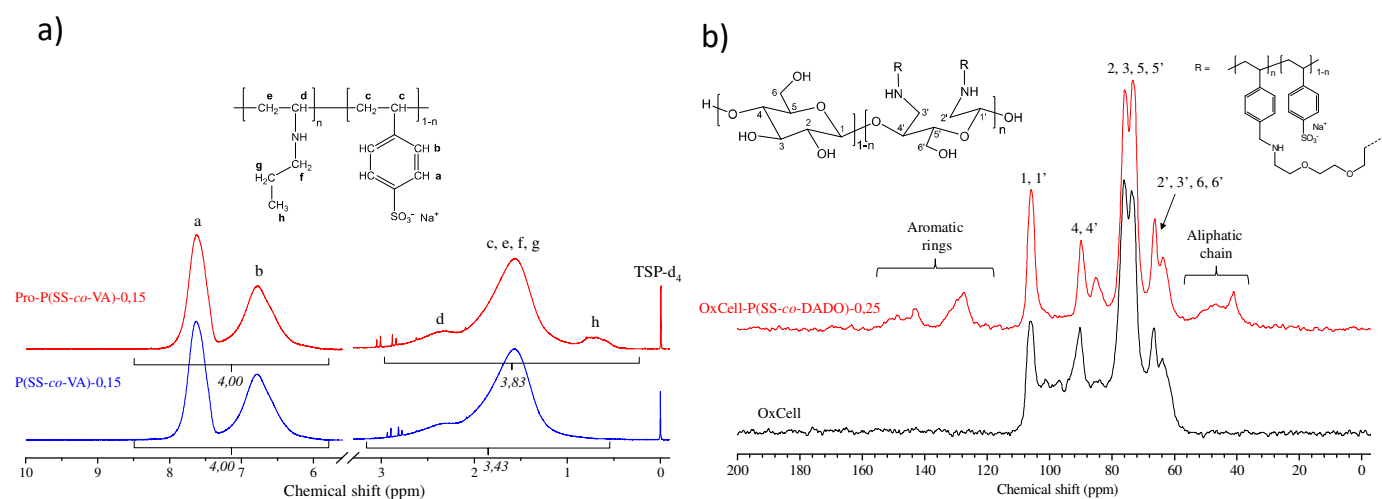 a)
e
d
c
c
n
1-n
NH
g
H₂C
CH₂
f
CH₃
h
H
H
b
H
H
a
SO₃⁻ Na⁺
a
b
c, e, f, g
d
h
TSP-d₄
Pro-P(SS-co-VA)-0,15
4,00
3,83
P(SS-co-VA)-0,15
4,00
3,43
10 9 8 7 6 3 2 1 0
Chemical shift (ppm)
b)
R
R
R =
n
1-n
6
OH
NH
NH
H
O
4
5
O
HO
3
2
OH
1
O
1-n
3'
2'
4'
5'
1'
O
6'
OH
OH
n
Na⁺
SO₃⁻
NH
O
O
2, 3, 5, 5’
1, 1’
4, 4’
2’, 3’, 6, 6’
Aromatic
rings
Aliphatic
chain
OxCell-P(SS-co-DADO)-0,25
OxCell
200 180 160 140 120 100 80 60 40 20 0
Chemical shift (ppm)